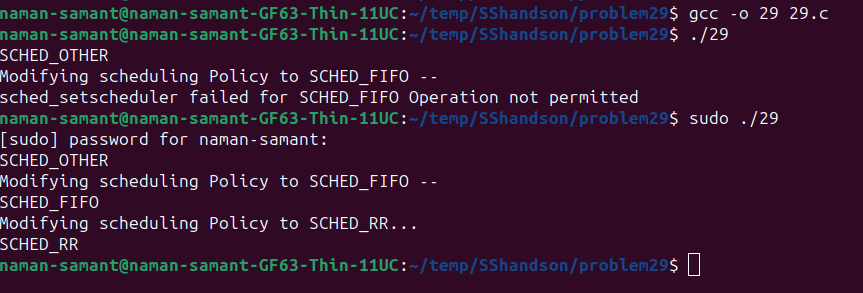 naman-samant@naman-samant-GF63-Thin-11UC:~/temp/SShandson/problem29$ gcc -o 29 29.c
naman-samant@naman-samant-GF63-Thin-11UC:~/temp/SShandson/problem29$ ./29
SCHED_OTHER
Modifying scheduling Policy to SCHED_FIFO --
sched_setscheduler failed for SCHED_FIFO Operation not permitted
naman-samant@naman-samant-GF63-Thin-11UC:~/temp/SShandson/problem29$ sudo ./29
[sudo] password for naman-samant:
SCHED_OTHER
Modifying scheduling Policy to SCHED_FIFO --
SCHED_FIFO
Modifying scheduling Policy to SCHED_RR...
SCHED_RR
naman-samant@naman-samant-GF63-Thin-11UC:~/temp/SShandson/problem29$